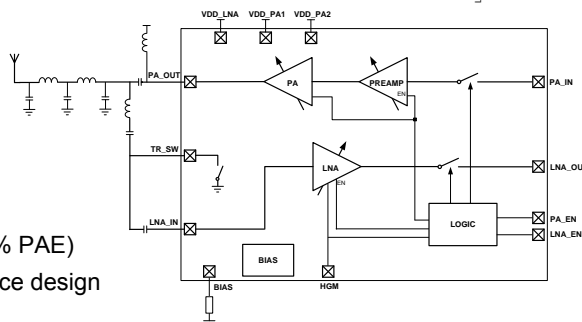 VDD_LNA VDD_PA1 VDD_PA2
PA_OUT
PA
PREAMP
EN
PA_IN
TR_SW
LNA
EN
LNA_OU
LNA_IN
LOGIC
PA_EN
LNA_EN
% PAE)
BIAS
ce design
BIAS
HGM